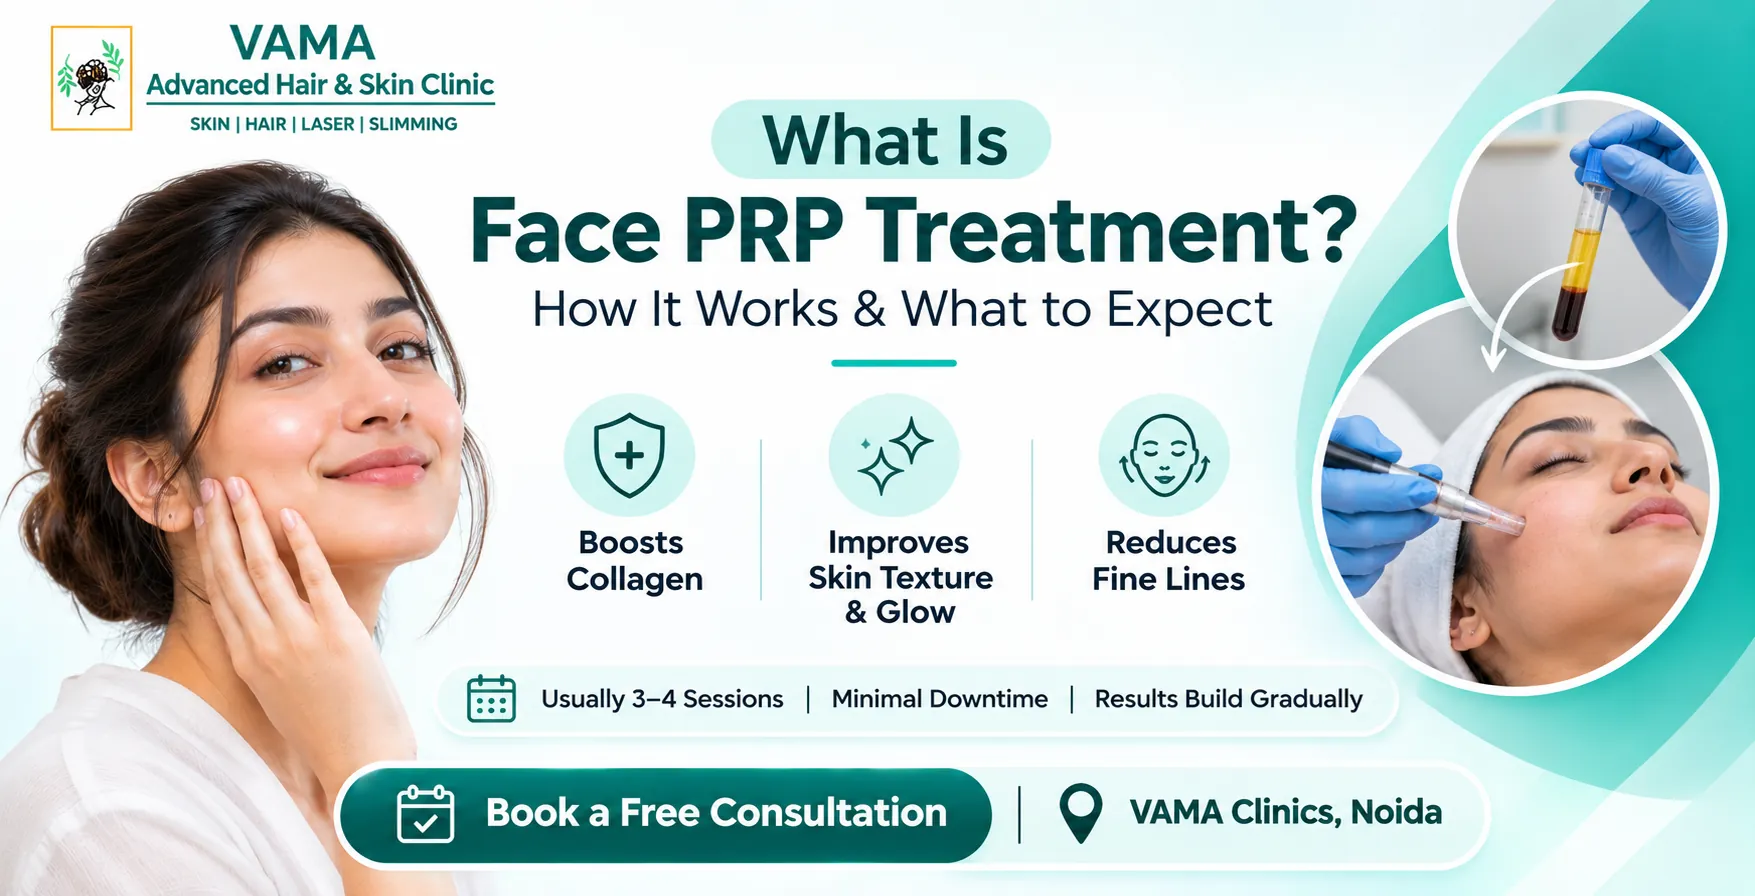 VAMA
Advanced Hair & Skin Clinic
SKIN | HAIR | LASER | SLIMMING
What Is
Face PRP Treatment?
How It Works & What to Expect
Boosts
Collagen
Improves
Skin Texture
& Glow
Reduces
Fine Lines
Usually 3–4 Sessions | Minimal Downtime | Results Build Gradually
Book a Free Consultation | VAMA Clinics, Noida